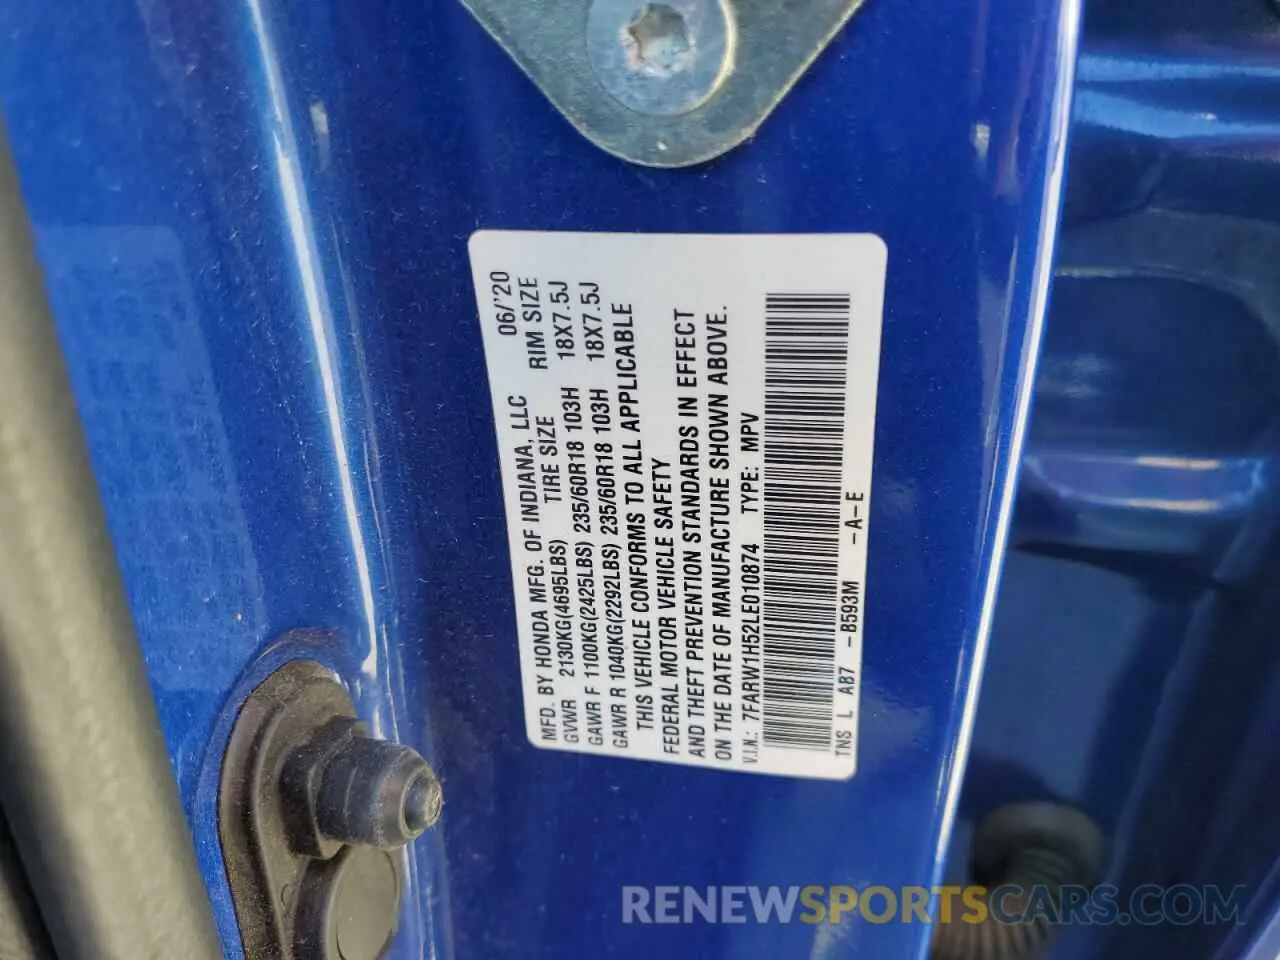 MFD. BY HONDA MFG. OF INDIANA, LLC 06/'20
GVWR 2130KG(4695LBS) TIRE SIZE RIM SIZE
GAWR F 1100KG(2425LBS) 235/60R18 103H 18X7.5J
GAWR R 1040KG(2292LBS) 235/60R18 103H 18X7.5J
THIS VEHICLE CONFORMS TO ALL APPLICABLE
FEDERAL MOTOR VEHICLE SAFETY
AND THEFT PREVENTION STANDARDS IN EFFECT
ON THE DATE OF MANUFACTURE SHOWN ABOVE.
V.I.N.: 7FARW1H52LE010874 TYPE: MPV
TNS L AB7 -B593M -A-E
RENEWSPORTSCARS.COM